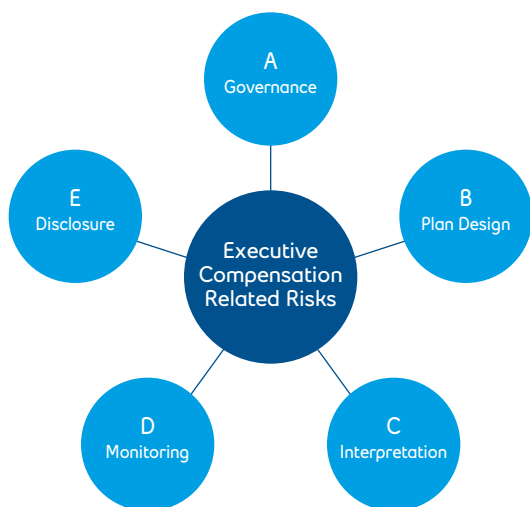 A
Governance
B
Plan Design
C
Interpretation
D
Monitoring
E
Disclosure
Executive
Compensation
Related Risks